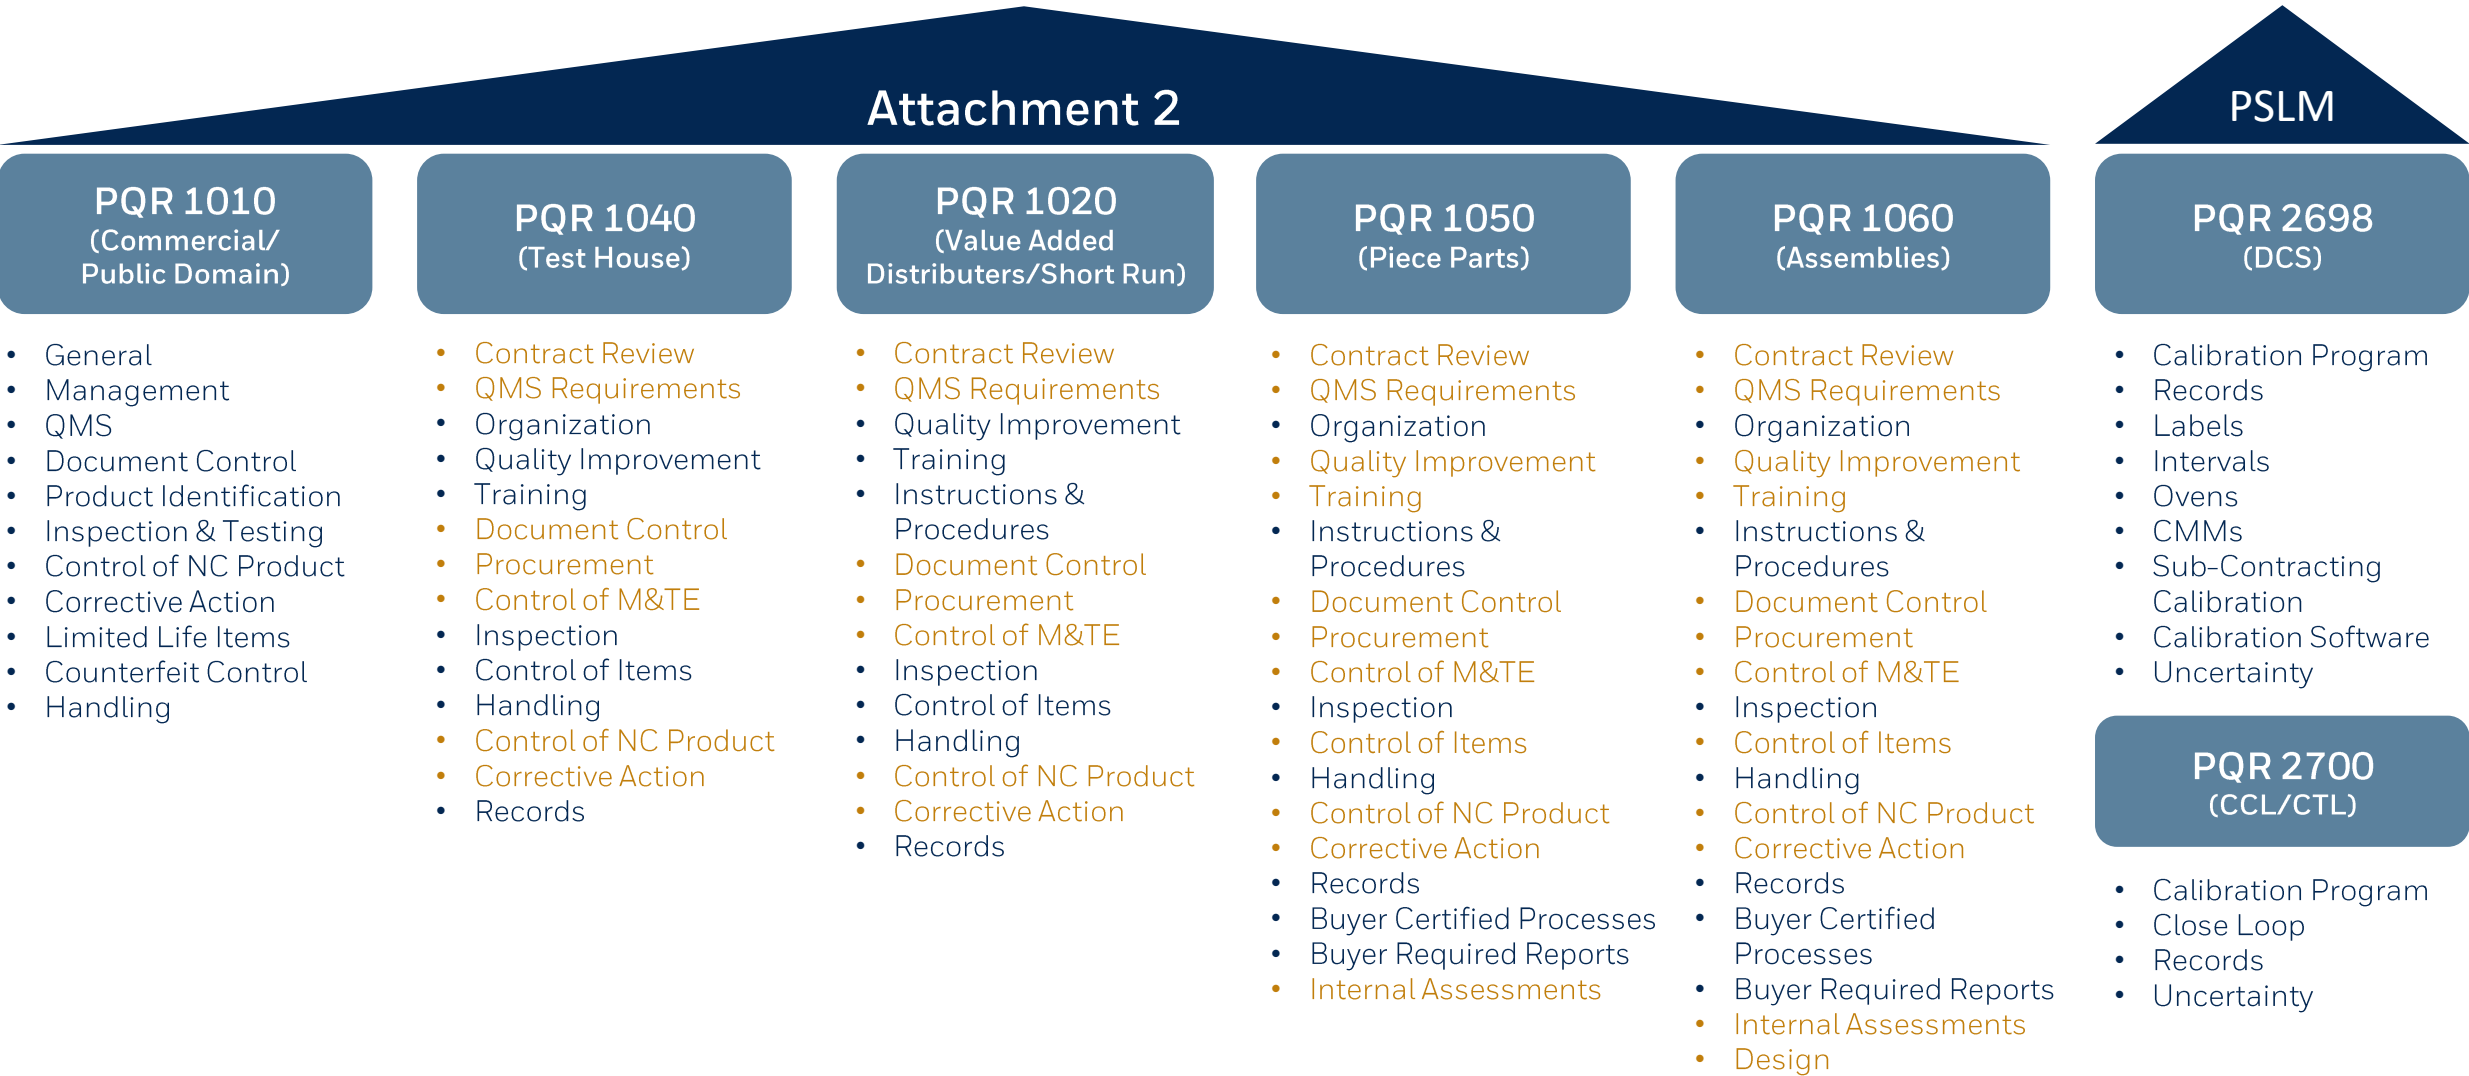 Attachment 2
PSLM
PQR 1010
(Commercial/
Public Domain)
General
Management
QMS
Document Control
Product Identification
Inspection & Testing
Control of NC Product
Corrective Action
Limited Life Items
Counterfeit Control
Handling
PQR 1040
(Test House)
Contract Review
QMS Requirements
Organization
Quality Improvement
Training
Document Control
Procurement
Control of M&TE
Inspection
Control of Items
Handling
Control of NC Product
Corrective Action
Records
PQR 1020
(Value Added
Distributers/Short Run)
Contract Review
QMS Requirements
Quality Improvement
Training
Instructions &
Procedures
Document Control
Procurement
Control of M&TE
Inspection
Control of Items
Handling
Control of NC Product
Corrective Action
Records
PQR 1050
(Piece Parts)
Contract Review
QMS Requirements
Organization
Quality Improvement
Training
Instructions &
Procedures
Document Control
Procurement
Control of M&TE
Inspection
Control of Items
Handling
Control of NC Product
Corrective Action
Records
Buyer Certified Processes
Buyer Required Reports
Internal Assessments
PQR 1060
(Assemblies)
Contract Review
QMS Requirements
Organization
Quality Improvement
Training
Instructions &
Procedures
Document Control
Procurement
Control of M&TE
Inspection
Control of Items
Handling
Control of NC Product
Corrective Action
Records
Buyer Certified
Processes
Buyer Required Reports
Internal Assessments
Design
PQR 2698
(DCS)
Calibration Program
Records
Labels
Intervals
Ovens
CMMs
Sub-Contracting
Calibration
Calibration Software
Uncertainty
PQR 2700
(CCL/CTL)
Calibration Program
Close Loop
Records
Uncertainty